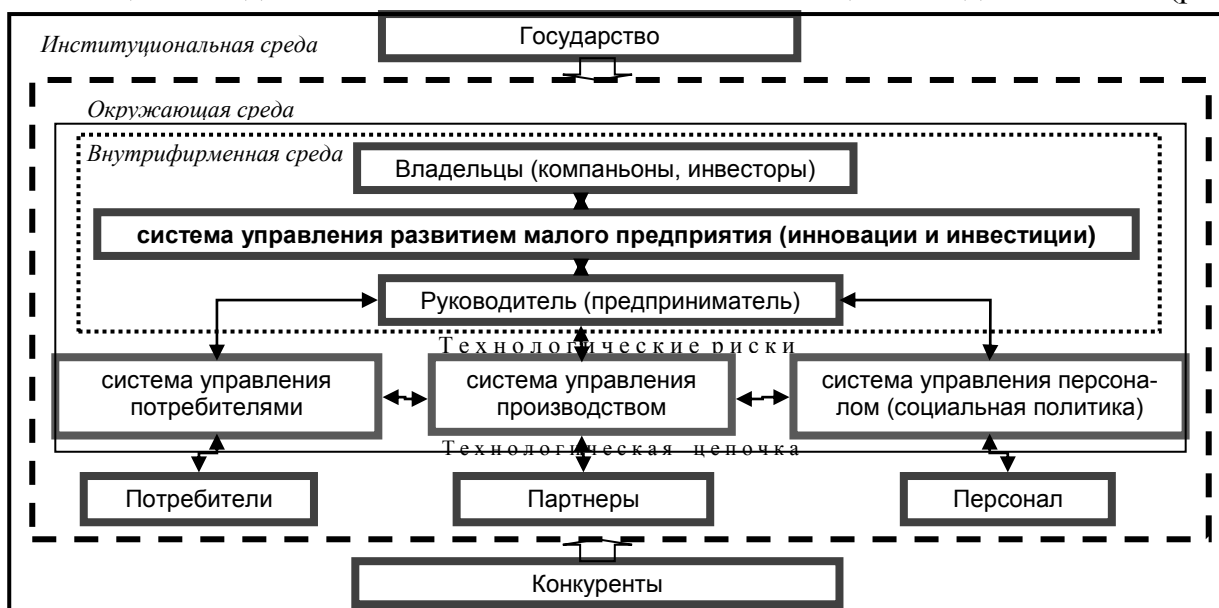 (р
Государство
Институциональная среда
Окружающая среда
Внутрифирменная среда
Владельцы (компаньоны, инвесторы)
система управления развитием малого предприятия (инновации и инвестиции)
Руководитель (предприниматель)
Технологические риски
система управления
потребителями
система управления
производством
система управления персона-
лом (социальная политика)
Технологическая цепочка
Потребители
Партнеры
Персонал
Конкуренты